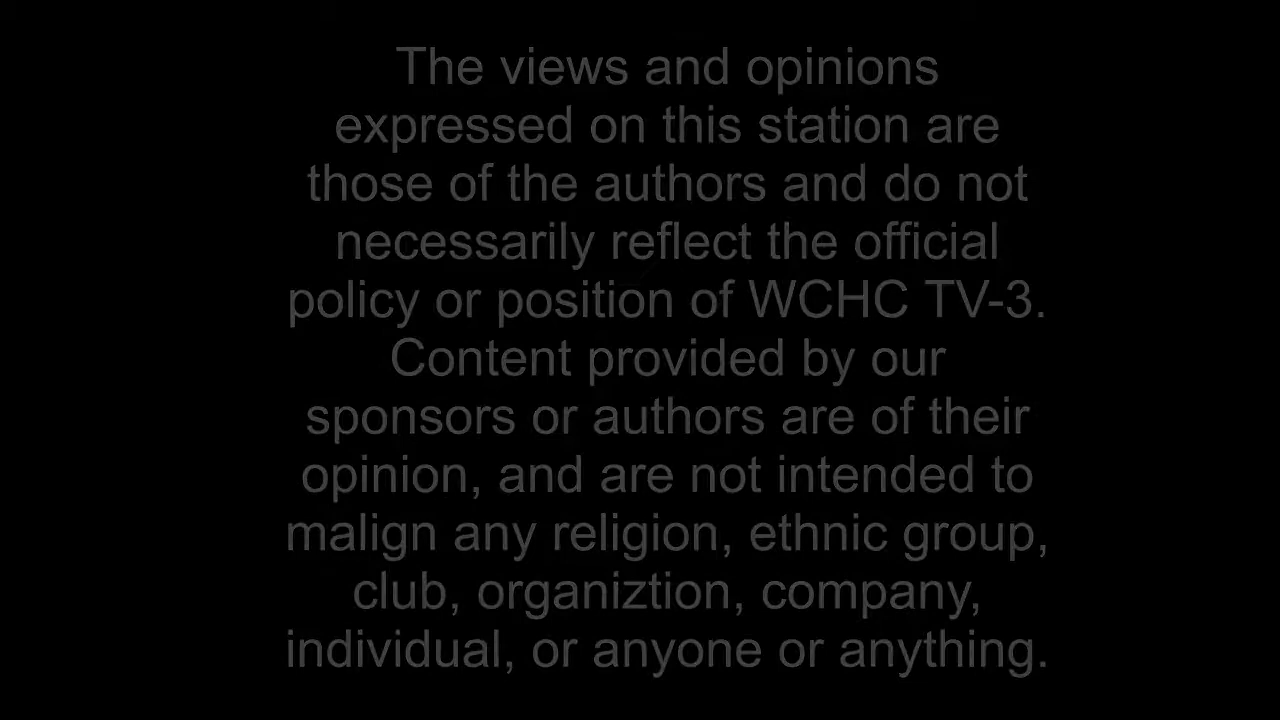 The views and opinions
expressed on this station are
those of the authors and do not
necessarily reflect the official
policy or position of WCHC TV-3.
Content provided by our
sponsors or authors are of their
opinion, and are not intended to
malign any religion, ethnic group,
club, organiztion, company,
individual, or anyone or anything.